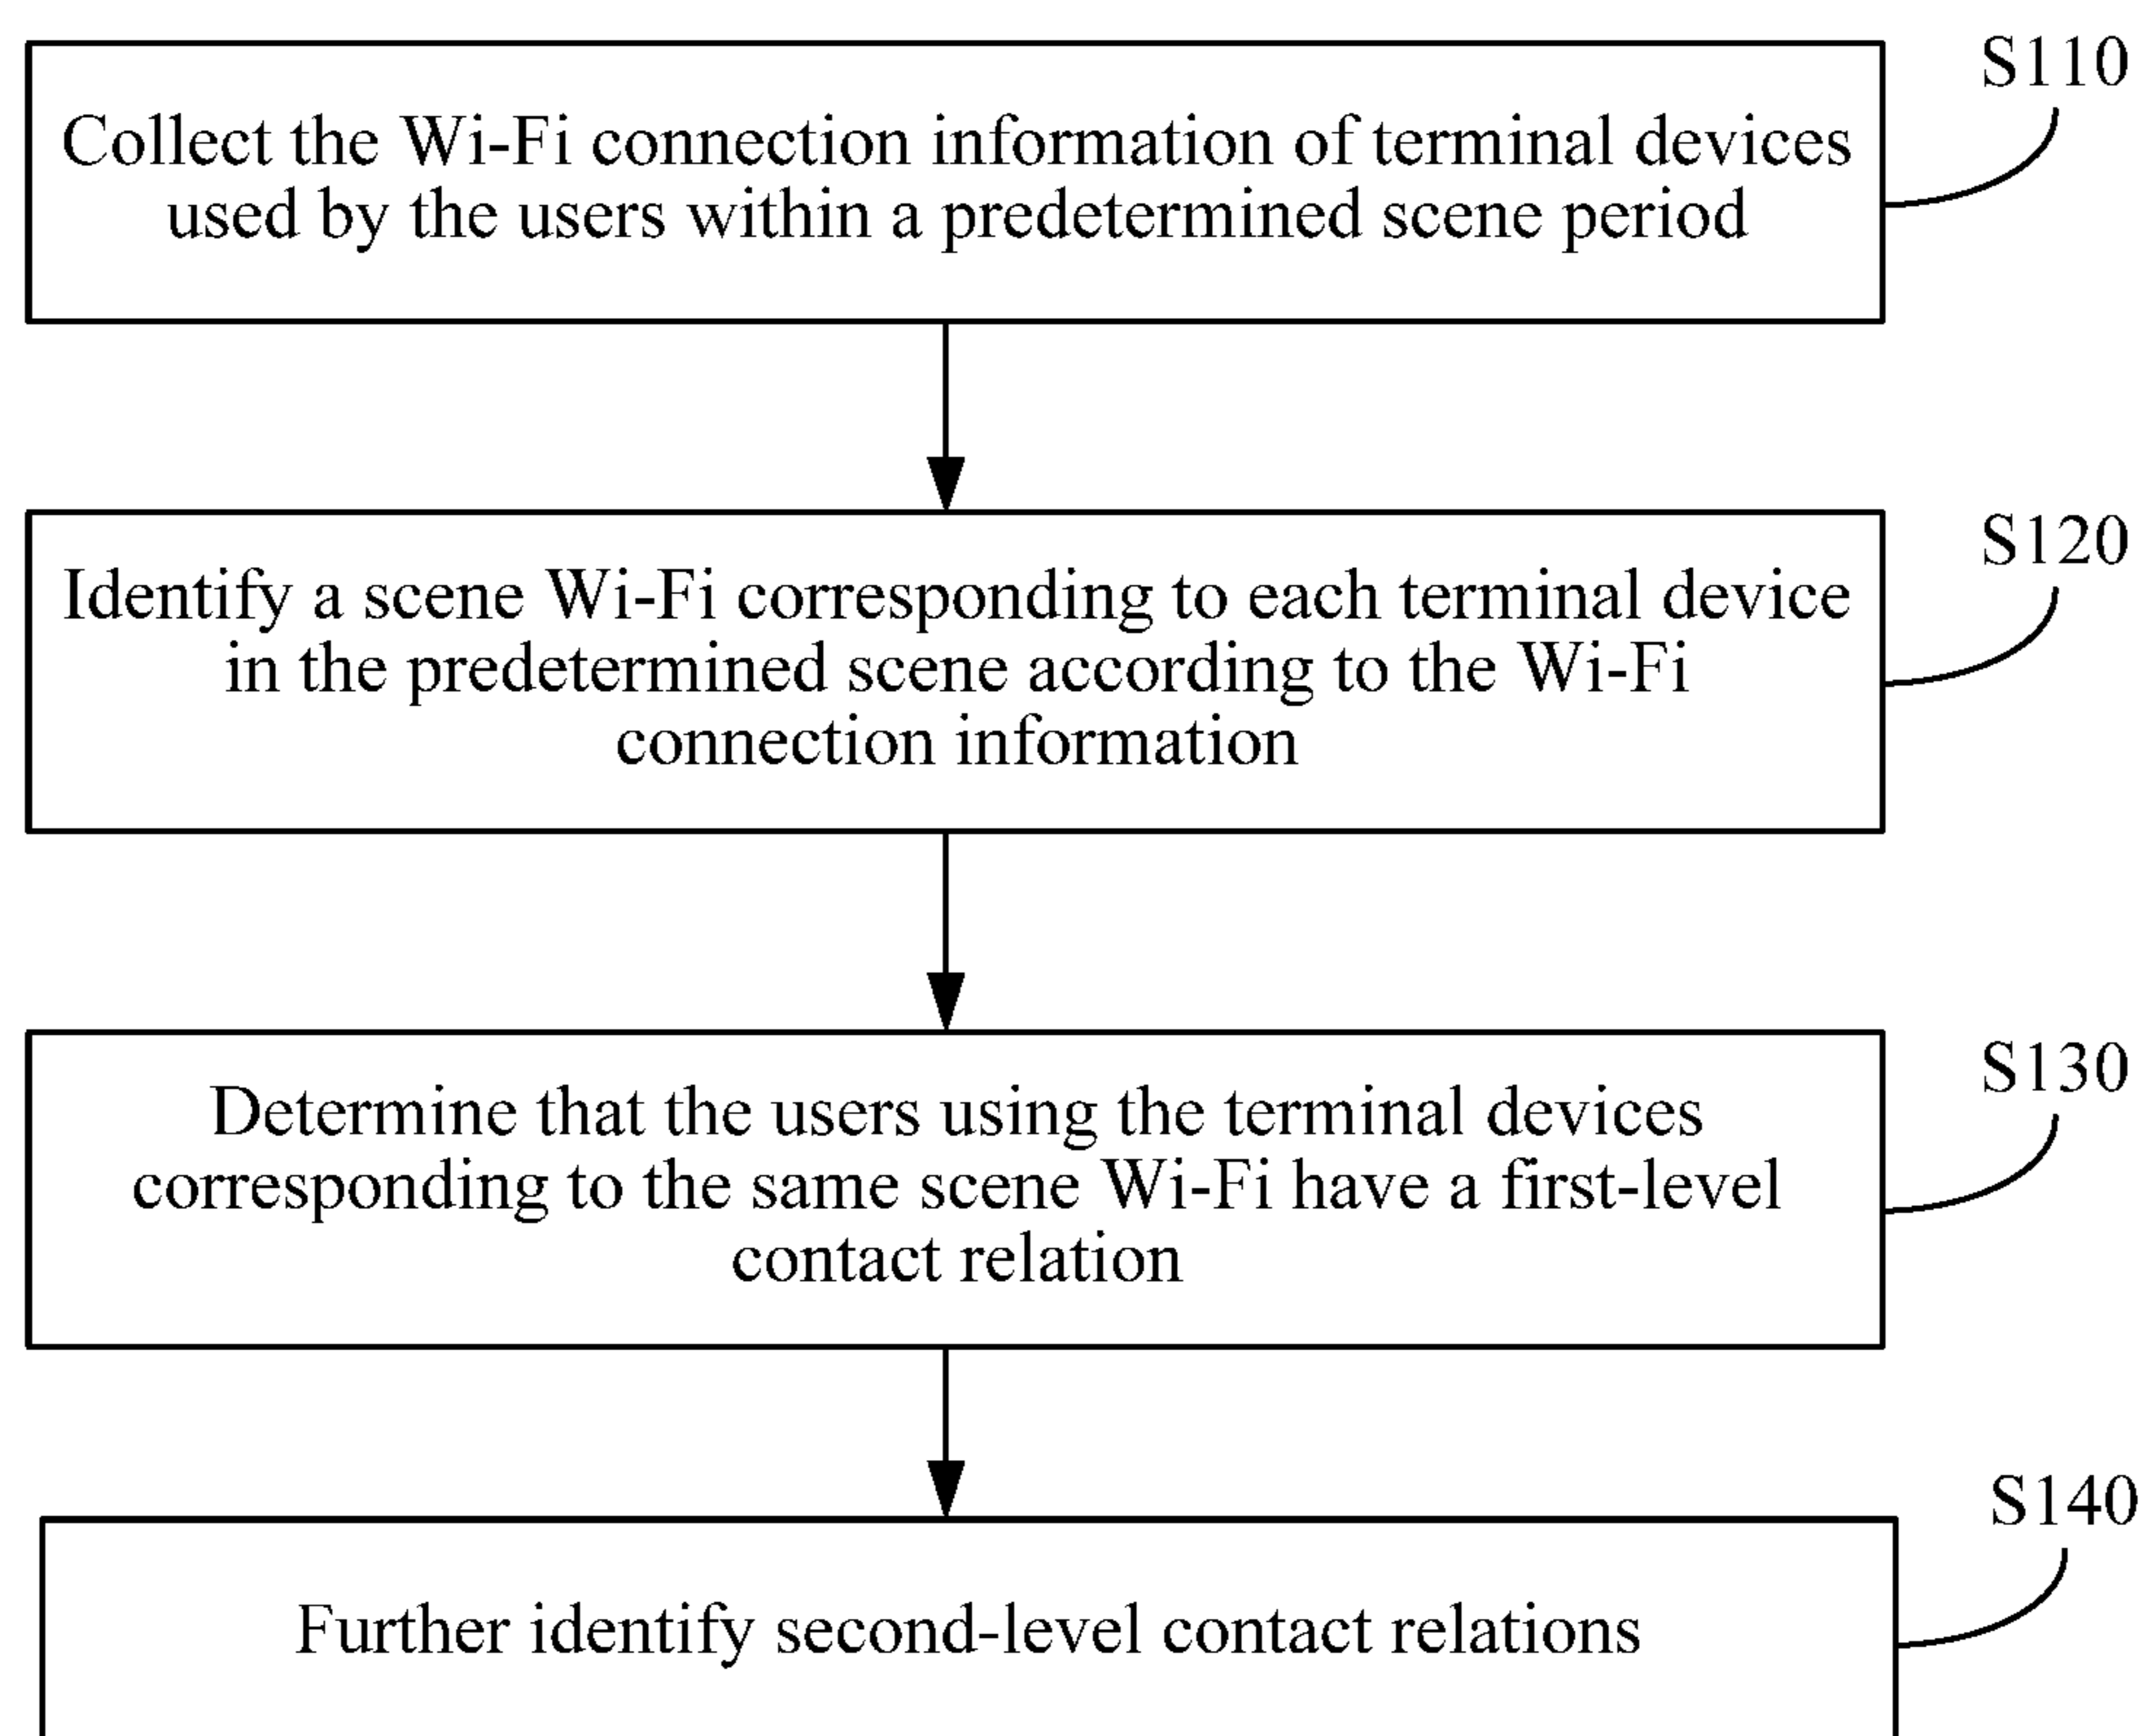 S110
Collect the Wi-Fi connection information of terminal devices
used by the users within a predetermined scene period
S120
Identify a scene Wi-Fi corresponding to each terminal device
in the predetermined scene according to the Wi-Fi
connection information
S130
Determine that the users using the terminal devices
corresponding to the same scene Wi-Fi have a first-level
contact relation
S140
Further identify second-level contact relations